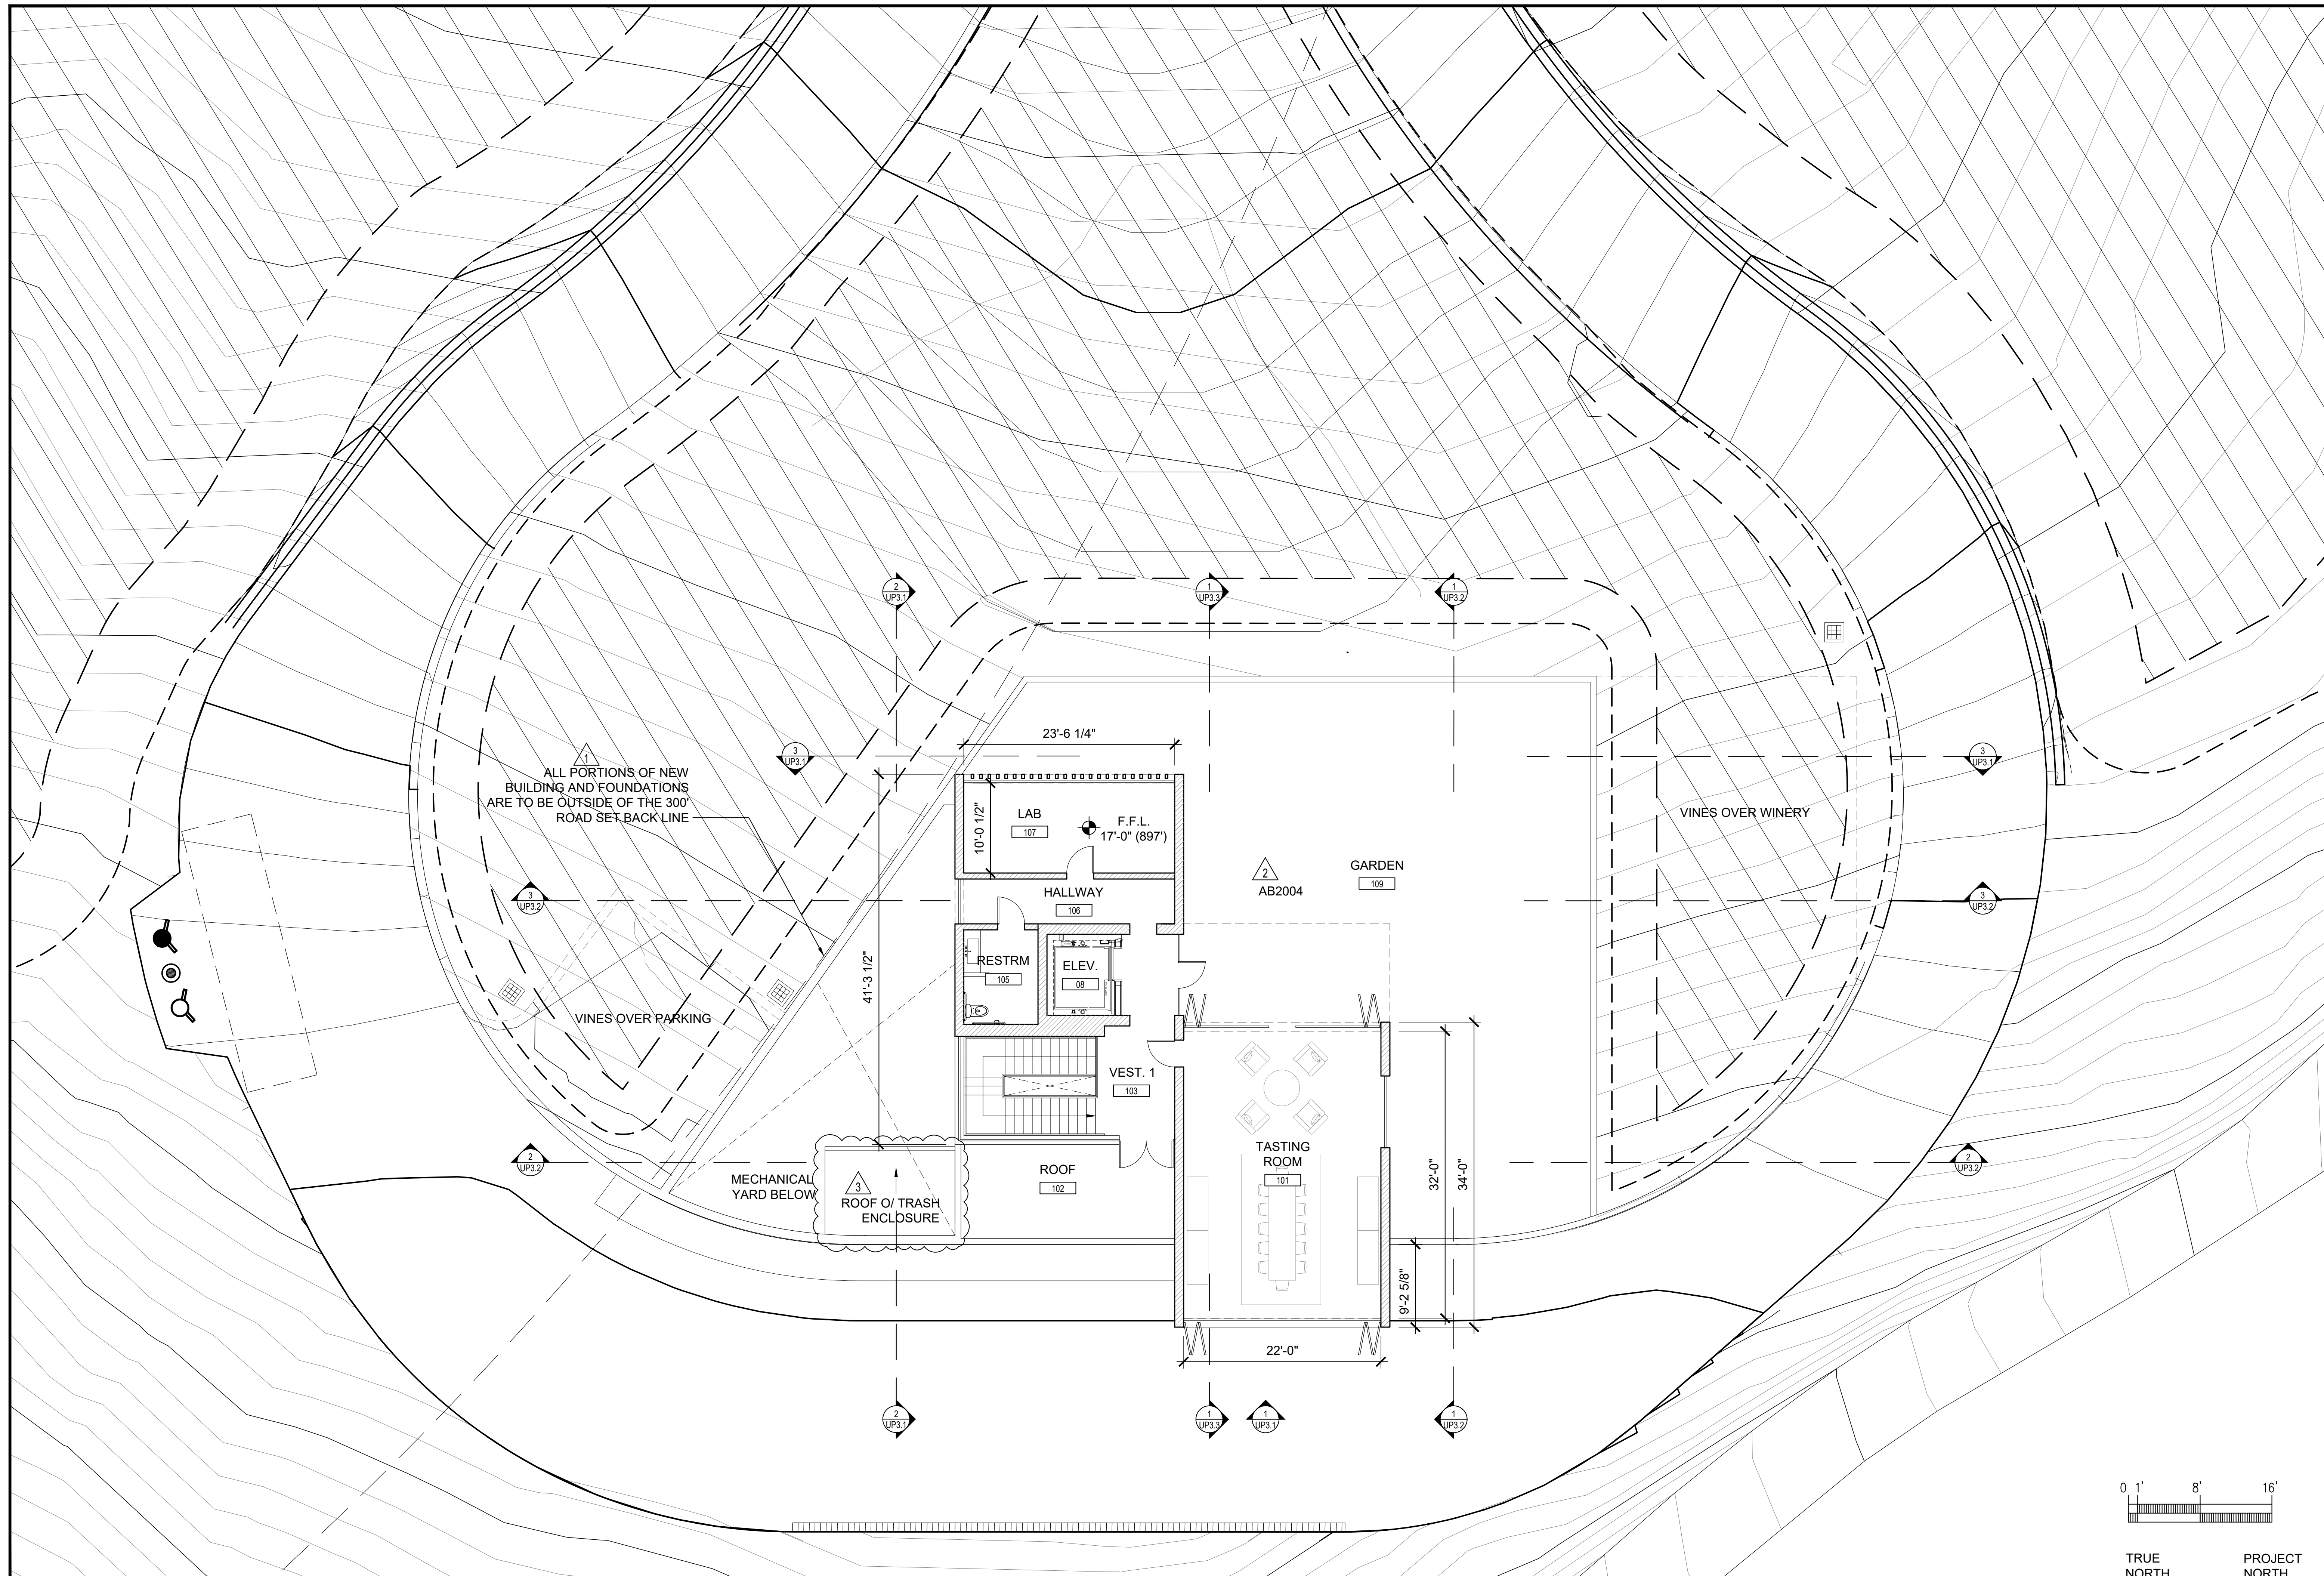 2
UP3.1
1
UP3.3
1
UP3.2
23'-6 1/4"
3
UP3.1
3
UP3.1
1
ALL PORTIONS OF NEW
BUILDING AND FOUNDATIONS
ARE TO BE OUTSIDE OF THE 300'
ROAD SET BACK LINE
10'-0 1/2"
LAB
107
F.F.L.
17'-0" (897')
VINES OVER WINERY
2
AB2004
GARDEN
109
HALLWAY
106
3
UP3.2
3
UP3.2
41'-3 1/2"
RESTRM
105
ELEV.
08
VINES OVER PARKING
VEST. 1
103
TASTING
ROOM
101
32'-0"
34'-0"
2
UP3.2
2
UP3.2
MECHANICAL
YARD BELOW
3
ROOF O/ TRASH
ENCLOSURE
ROOF
102
9'-2 5/8"
22'-0"
2
UP3.1
1
UP3.3
1
UP3.1
1
UP3.2
0 1' 8' 16'
TRUE
NORTH
PROJECT
NORTH